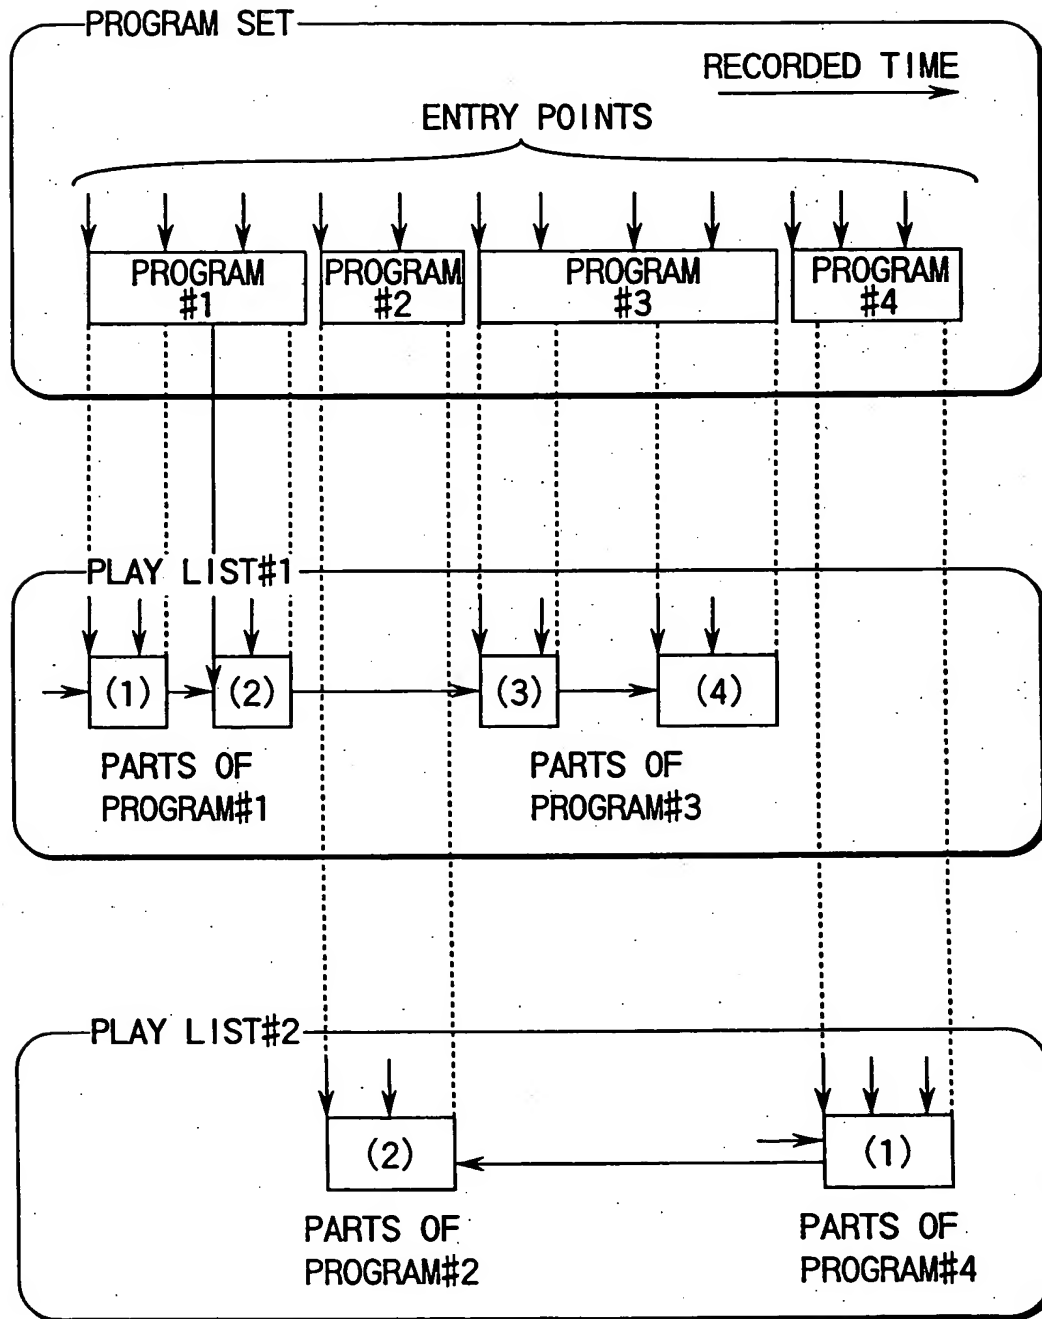 PROGRAM SET
RECORDED TIME
ENTRY POINTS
PROGRAM
#1
PROGRAM
#2
PROGRAM
#3
PROGRAM
#4
PLAY LIST#1
(1)
(2)
(3)
(4)
PARTS OF
PROGRAM#1
PARTS OF
PROGRAM#3
PLAY LIST#2
(2)
(1)
PARTS OF
PROGRAM#2
PARTS OF
PROGRAM#4